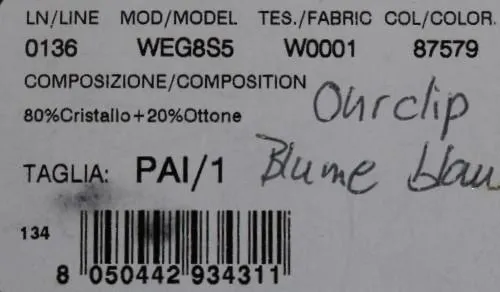 LN/LINE MOD/MODEL TES./FABRIC COL/COLOR.
0136 WEG8S5 W0001 87579
COMPOSIZIONE/COMPOSITION
80%Cristallo+20%Ottone
Ohrclip
TAGLIA: PAI/1 Blume blau
134
8 050442 934311